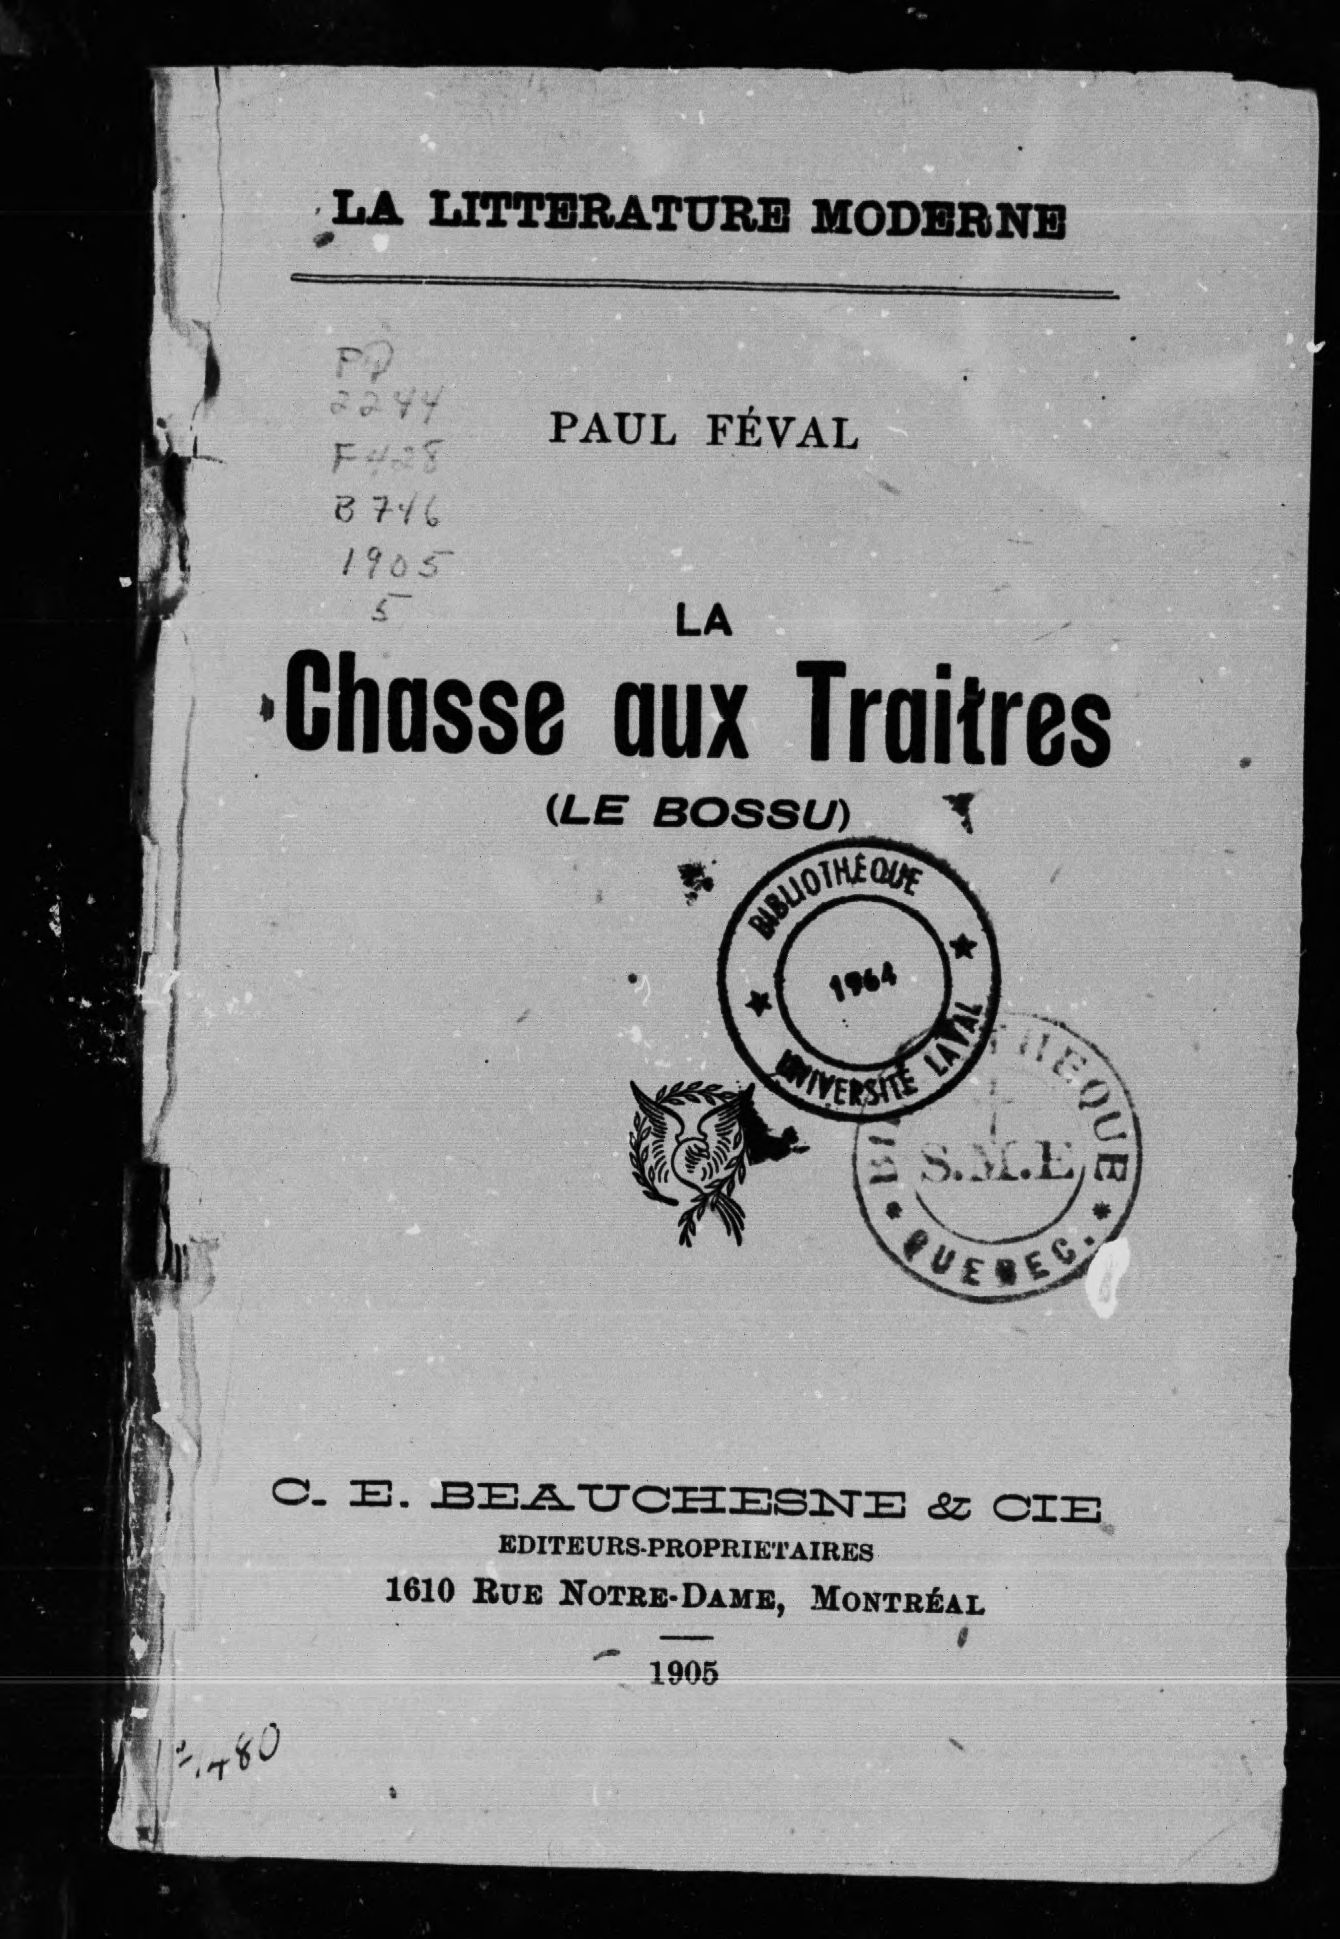 LA LITTERATURE MODERNE
PQ
2244
F428
B746
1905
5
PAUL FÉVAL
LA
Chasse aux Traitres
(LE BOSSU)
BIBLIOTHÈQUE
1964
UNIVERSITÉ LAVAL
S.M.E.
QUEBEC.
C. E. BEAUCHESNE & CIE
EDITEURS-PROPRIETAIRES
1610 RUE NOTRE-DAME, MONTRÉAL
1905